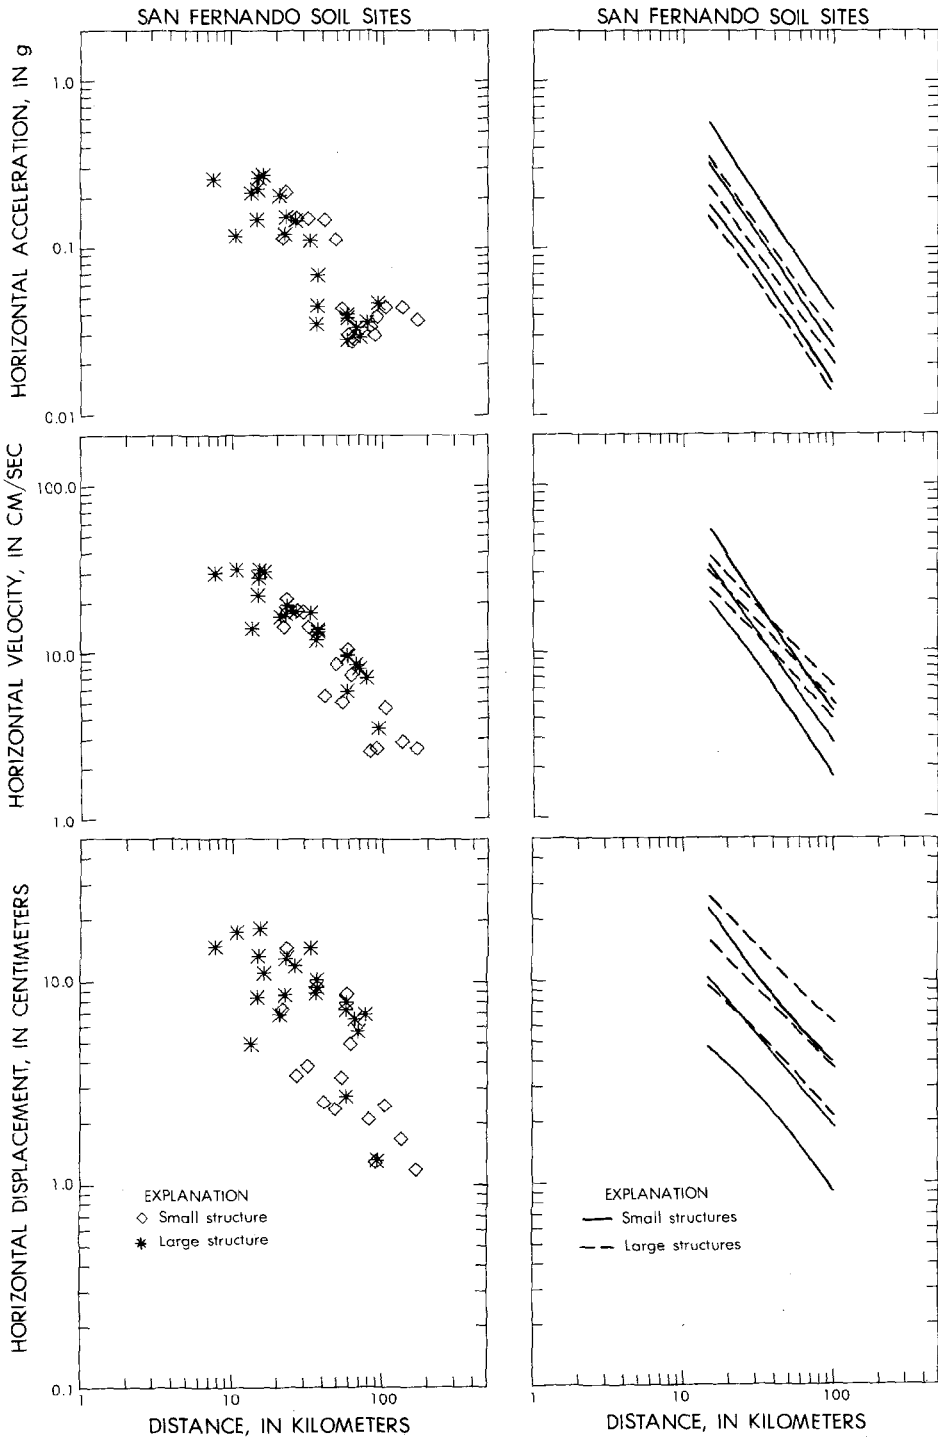 SAN FERNANDO SOIL SITES
SAN FERNANDO SOIL SITES
HORIZONTAL ACCELERATION, IN g
1.0
0.1
0.01
HORIZONTAL VELOCITY, IN CM/SEC
100.0
10.0
1.0
HORIZONTAL DISPLACEMENT, IN CENTIMETERS
10.0
1.0
0.1
EXPLANATION
Small structure
Large structure
EXPLANATION
Small structures
Large structures
1
10
100
1
10
100
DISTANCE, IN KILOMETERS
DISTANCE, IN KILOMETERS